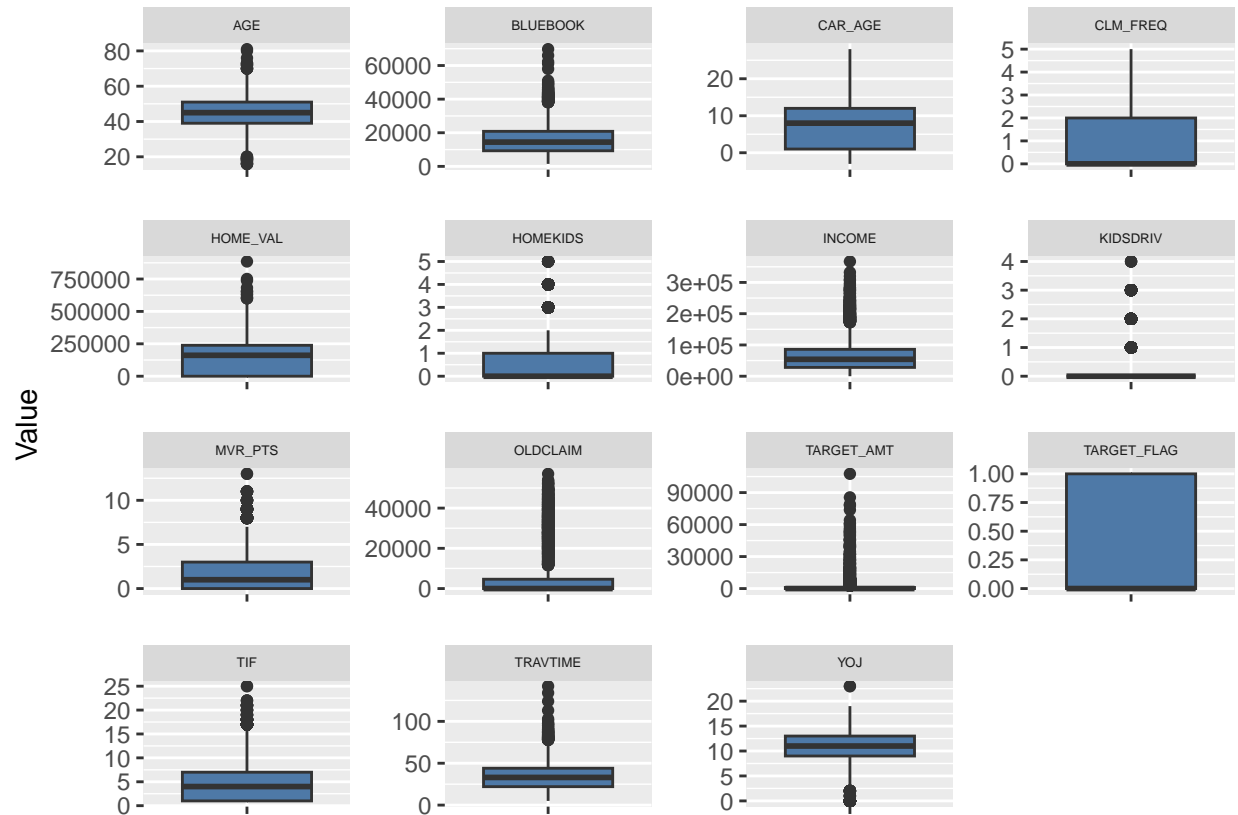 AGE BLUEBOOK CAR_AGE CLM_FREQ
80 60 40 20
60000 40000 20000 0
20 10 0
5 4 3 2 1 0
HOME_VAL HOMEKIDS INCOME KIDSDRIV
750000 500000 250000 0
5 4 3 2 1 0
3e+05 2e+05 1e+05 0e+00
4 3 2 1 0
Value
MVR_PTS OLDCLAIM TARGET_AMT TARGET_FLAG
10 5 0
40000 20000 0
90000 60000 30000 0
1.00 0.75 0.50 0.25 0.00
TIF TRAVTIME YOJ
25 20 15 10 5 0
100 50 0
20 15 10 5 0